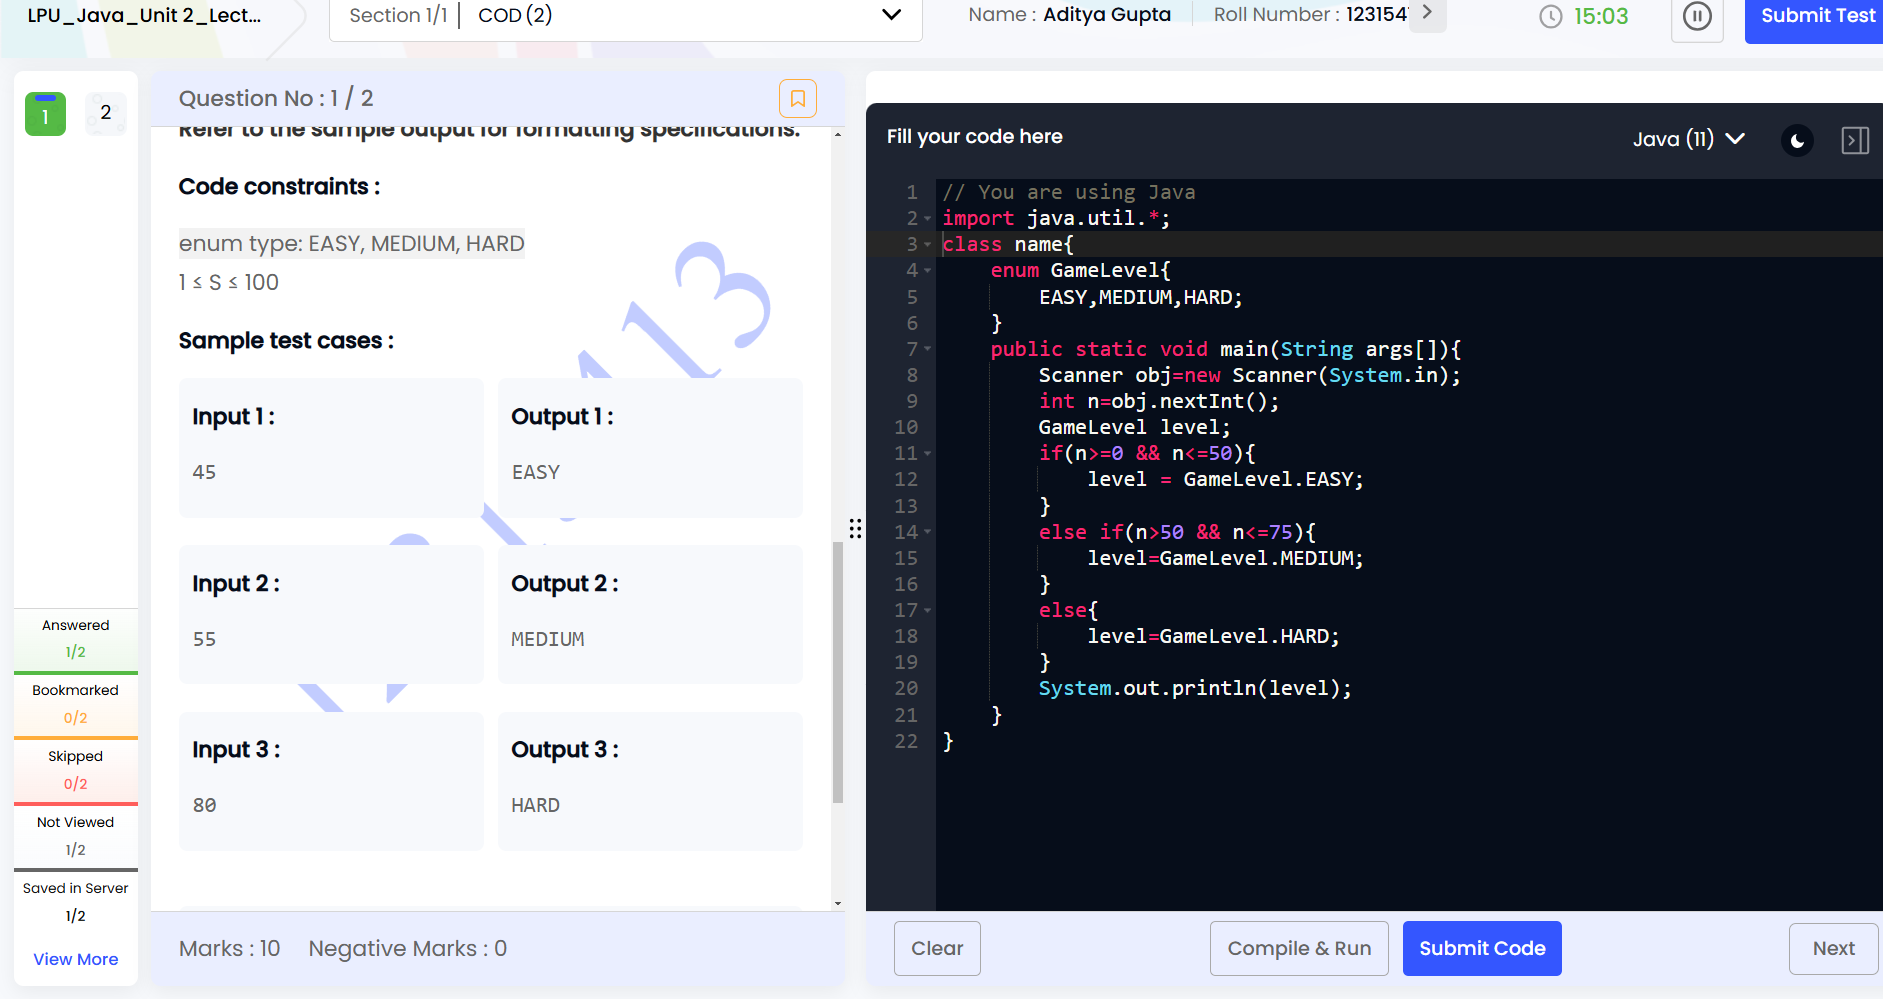 LPU_Java_Unit 2_Lect...
Section 1/1 | COD (2)
Name : Aditya Gupta
Roll Number : 123154
15:03
Submit Test
1
2
Question No : 1 / 2
Refer to the sample output for formatting specifications.
Code constraints :
enum type: EASY, MEDIUM, HARD
1 ≤ S ≤ 100
Sample test cases :
Input 1 :
45
Output 1 :
EASY
Input 2 :
55
Output 2 :
MEDIUM
Input 3 :
80
Output 3 :
HARD
Answered
1/2
Bookmarked
0/2
Skipped
0/2
Not Viewed
1/2
Saved in Server
1/2
View More
Marks : 10 Negative Marks : 0
Fill your code here
Java (11)
1 // You are using Java
2 import java.util.*;
3 class name{
4     enum GameLevel{
5         EASY,MEDIUM,HARD;
6     }
7     public static void main(String args[]){
8         Scanner obj=new Scanner(System.in);
9         int n=obj.nextInt();
10         GameLevel level;
11         if(n>=0 && n<=50){
12             level = GameLevel.EASY;
13         }
14         else if(n>50 && n<=75){
15             level=GameLevel.MEDIUM;
16         }
17         else{
18             level=GameLevel.HARD;
19         }
20         System.out.println(level);
21     }
22 }
Clear
Compile & Run
Submit Code
Next